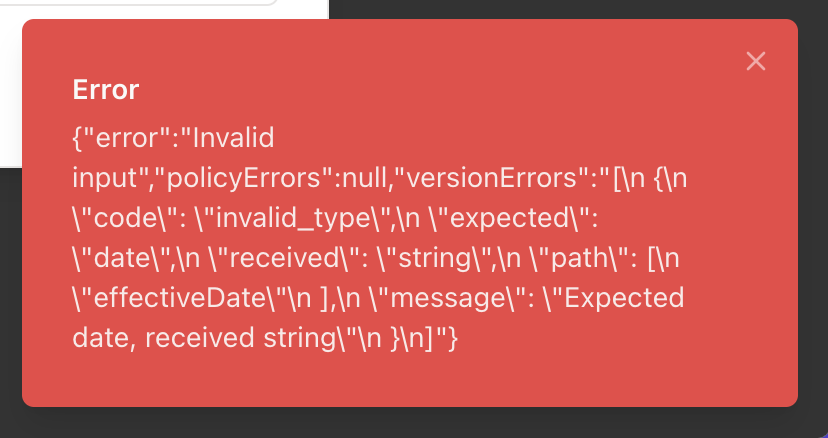 Error
{"error":"Invalid
input","policyErrors":null,"versionErrors":"[\n {\n
\"code\": \"invalid_type\",\n \"expected\":
\"date\",\n \"received\": \"string\",\n \"path\": [\n
\"effectiveDate\"\n ],\n \"message\": \"Expected
date, received string\"\n }\n]"}